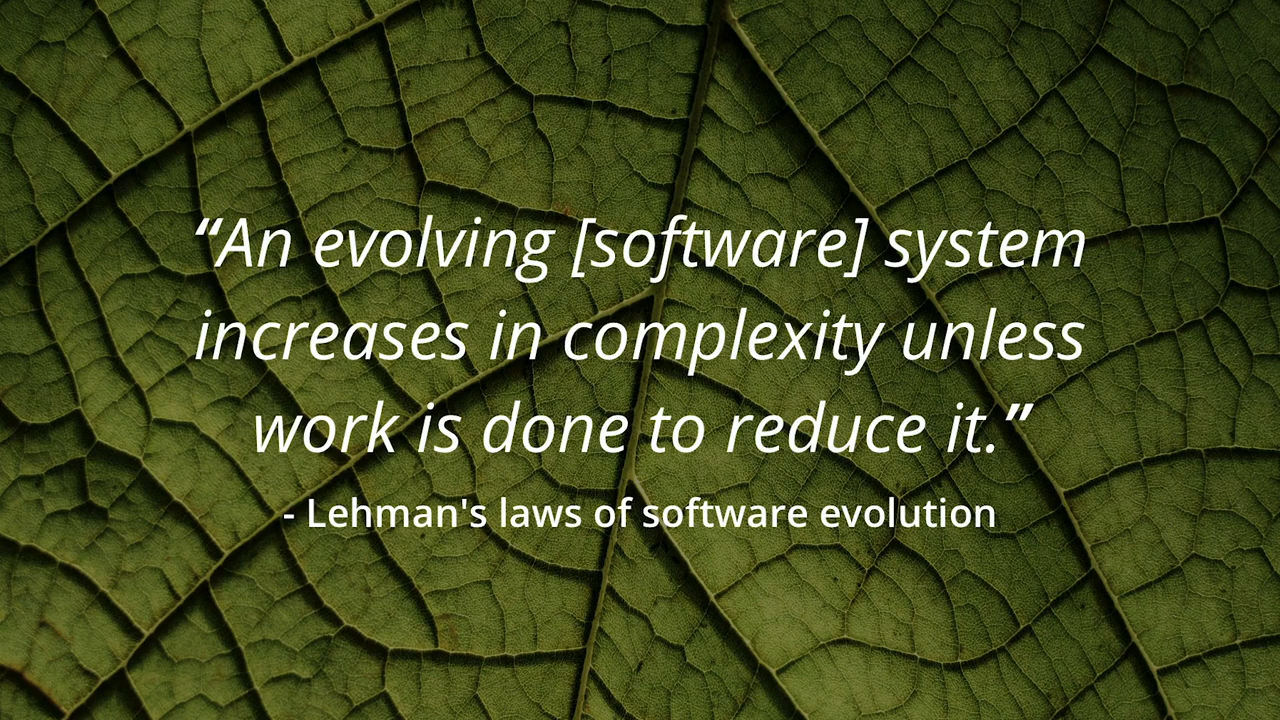 “An evolving [software] system
increases in complexity unless
work is done to reduce it.”
- Lehman's laws of software evolution